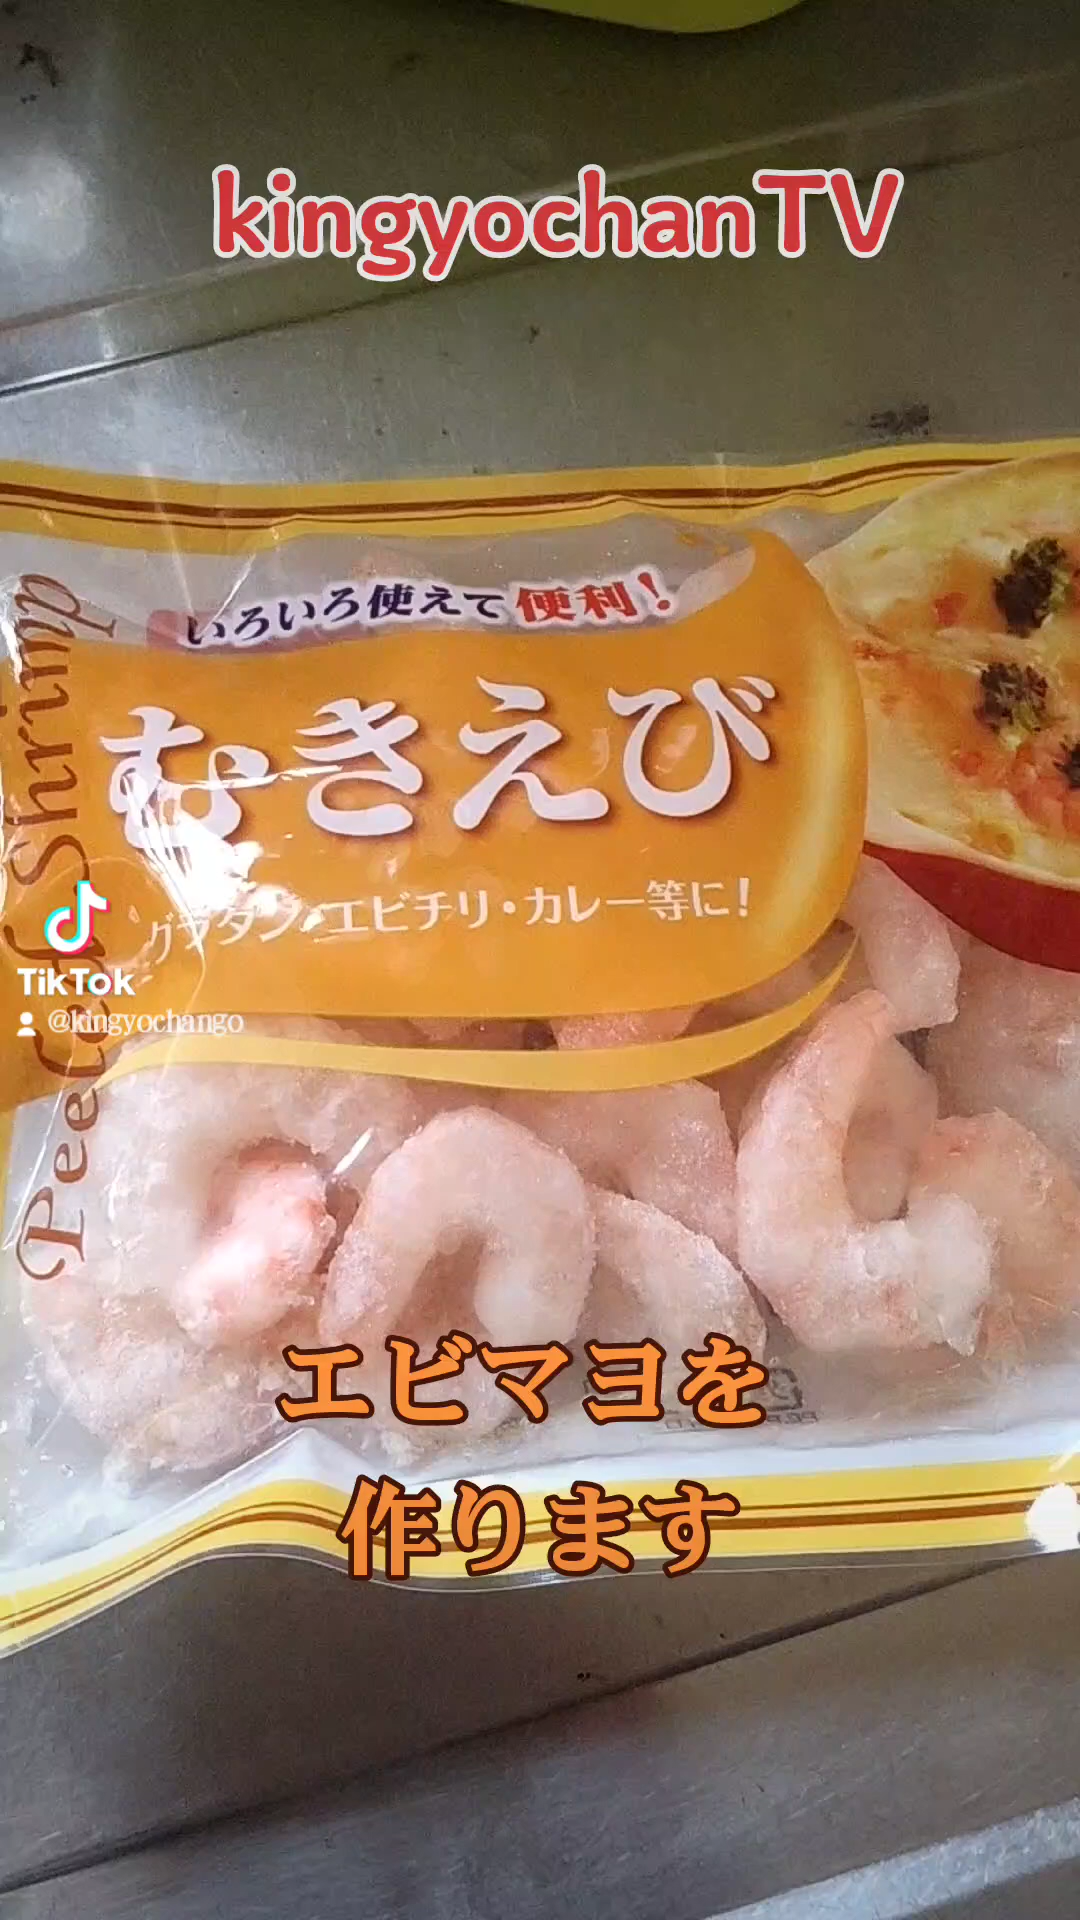 kingyochanTV
いろいろ使えて便利!
むきえび
グラタン・エビチリ・カレー等に!
Peeled Shrimp
TikTok
@kingyochango
エビマヨを
作ります